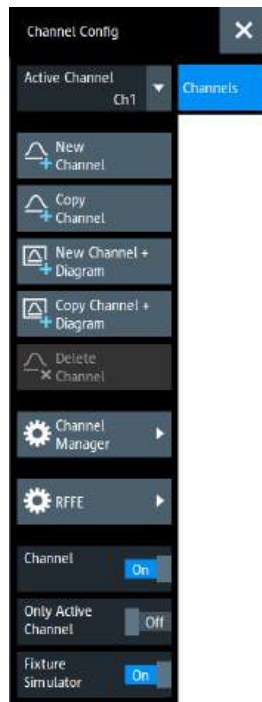 Channel Config
Active Channel
Ch1
Channels
New
Channel
Copy
Channel
New Channel +
Diagram
Copy Channel +
Diagram
Delete
Channel
Channel
Manager
RFFE
Channel
On
Only Active
Channel
Off
Fixture
Simulator
On